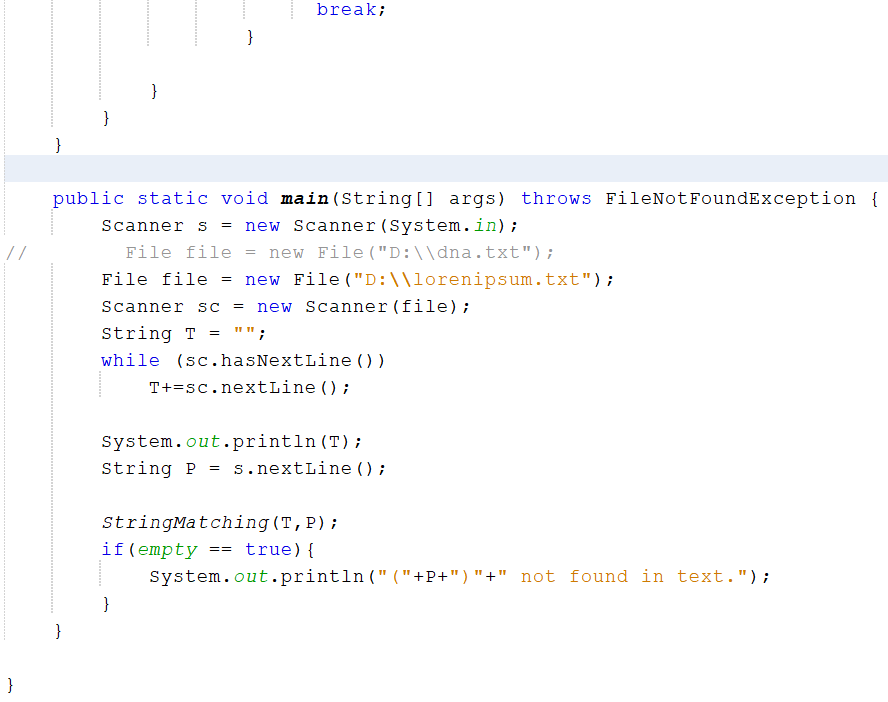 break;
}
}
}
}
public static void main(String[] args) throws FileNotFoundException {
Scanner s = new Scanner(System.in);
// File file = new File("D:\\dna.txt");
File file = new File("D:\\lorenipsum.txt");
Scanner sc = new Scanner(file);
String T = "";
while (sc.hasNextLine())
T+=sc.nextLine();
System.out.println(T);
String P = s.nextLine();
StringMatching(T,P);
if(empty == true){
System.out.println("("+P+")"+" not found in text.");
}
}
}